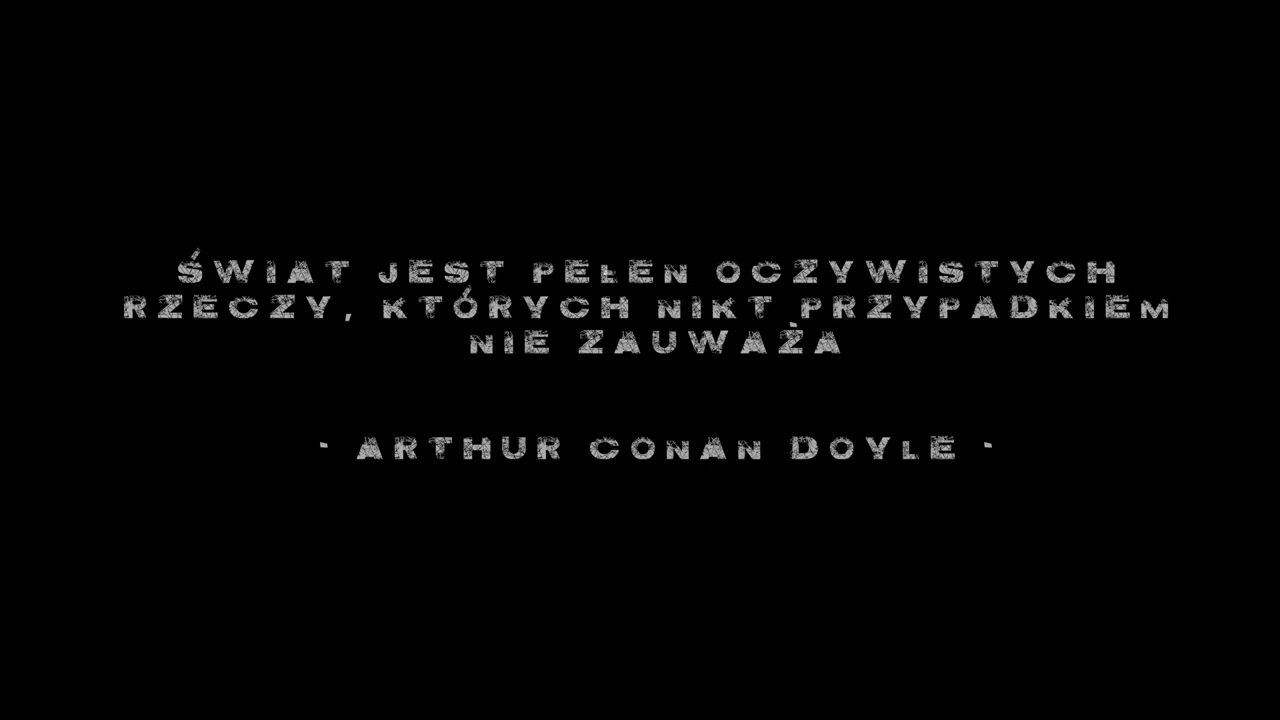 ŚWIAT JEST PEŁEN OCZYWISTYCH
RZECZY, KTÓRYCH NIKT PRZYPADKIEM
NIE ZAUWAŻA
- ARTHUR CONAN DOYLE -